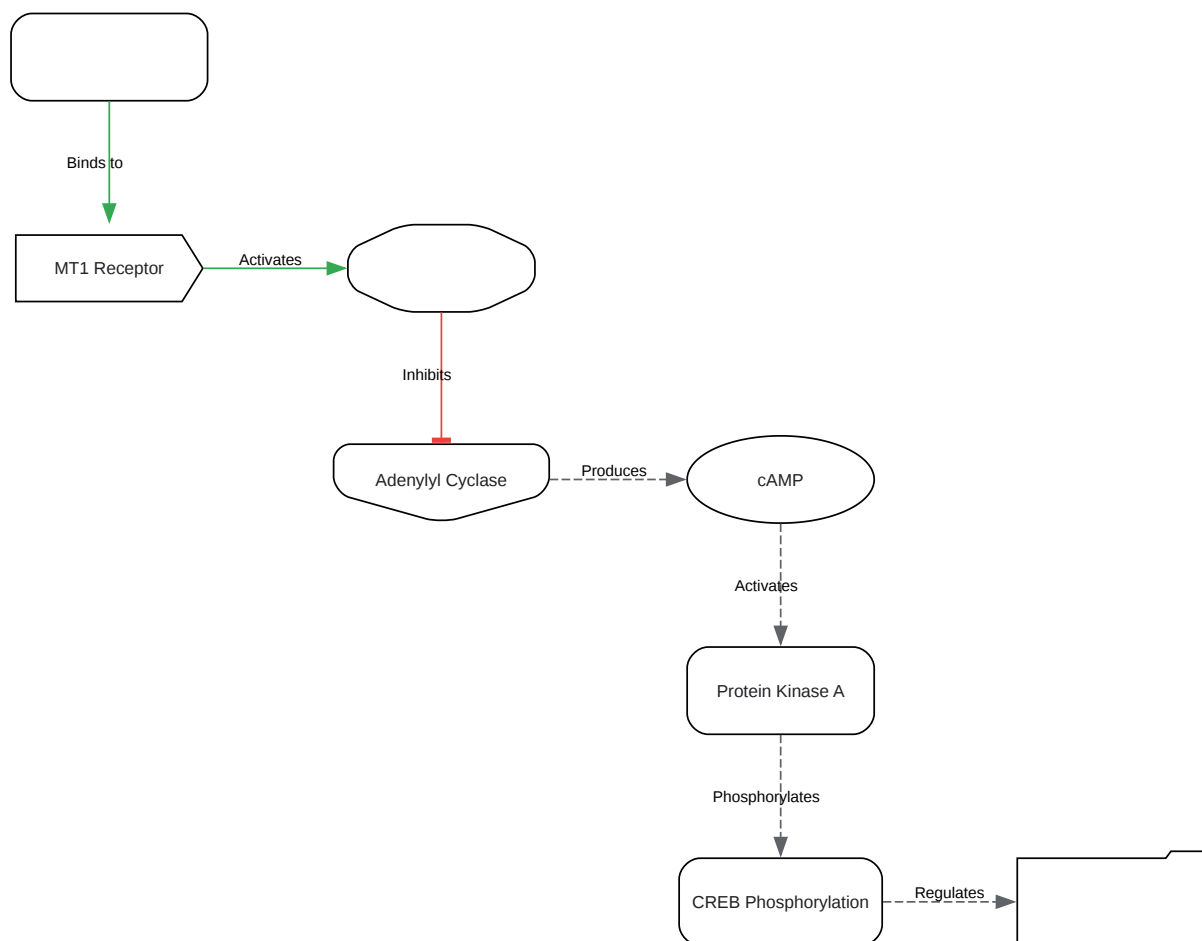 Binds to
MT1 Receptor
Activates
Inhibits
Adenylyl Cyclase
Produces
cAMP
Activates
Protein Kinase A
Phosphorylates
CREB Phosphorylation
Regulates